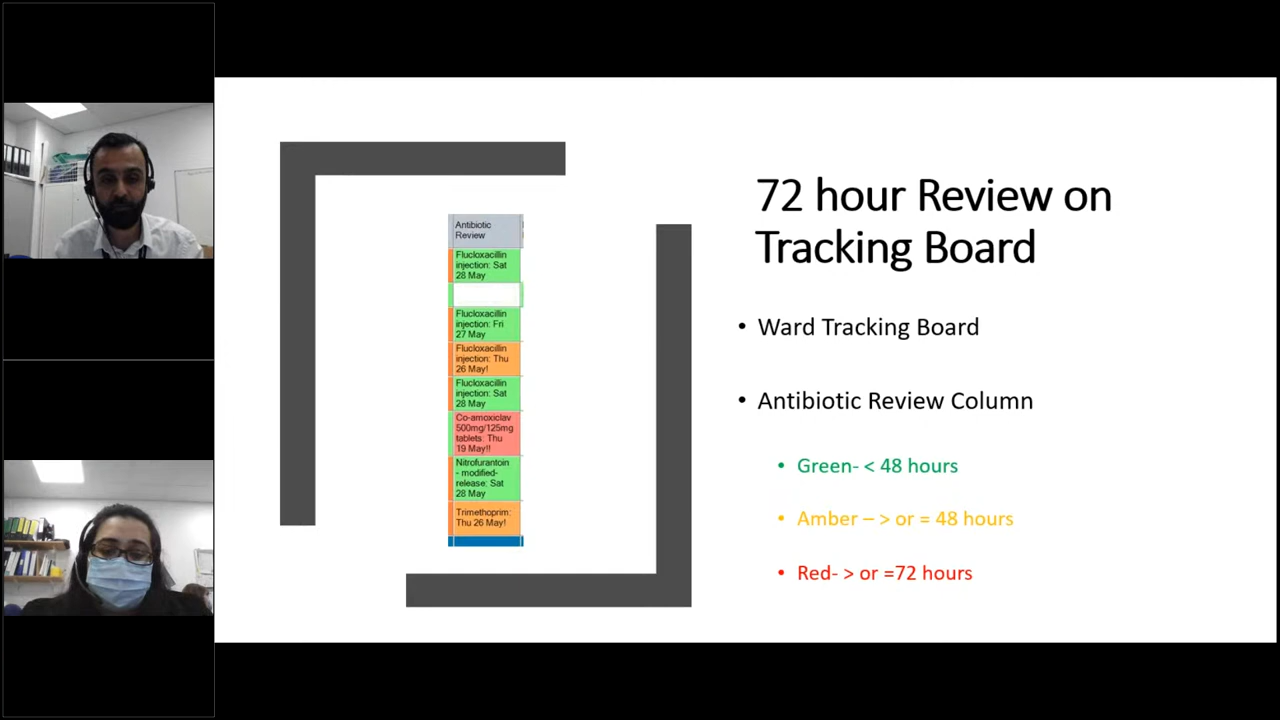 72 hour Review on
Tracking Board
• Ward Tracking Board
• Antibiotic Review Column
• Green- < 48 hours
• Amber – > or = 48 hours
• Red- > or =72 hours
Antibiotic
Review
Flucloxacillin
injection: Sat
28 May
Flucloxacillin
injection: Fri
27 May
Flucloxacillin
injection: Thu
26 May!
Flucloxacillin
injection: Sat
28 May
Co-amoxiclav
500mg/125mg
tablets: Thu
19 May!!
Nitrofurantoin
- modified-
release: Sat
28 May
Trimethoprim:
Thu 26 May!